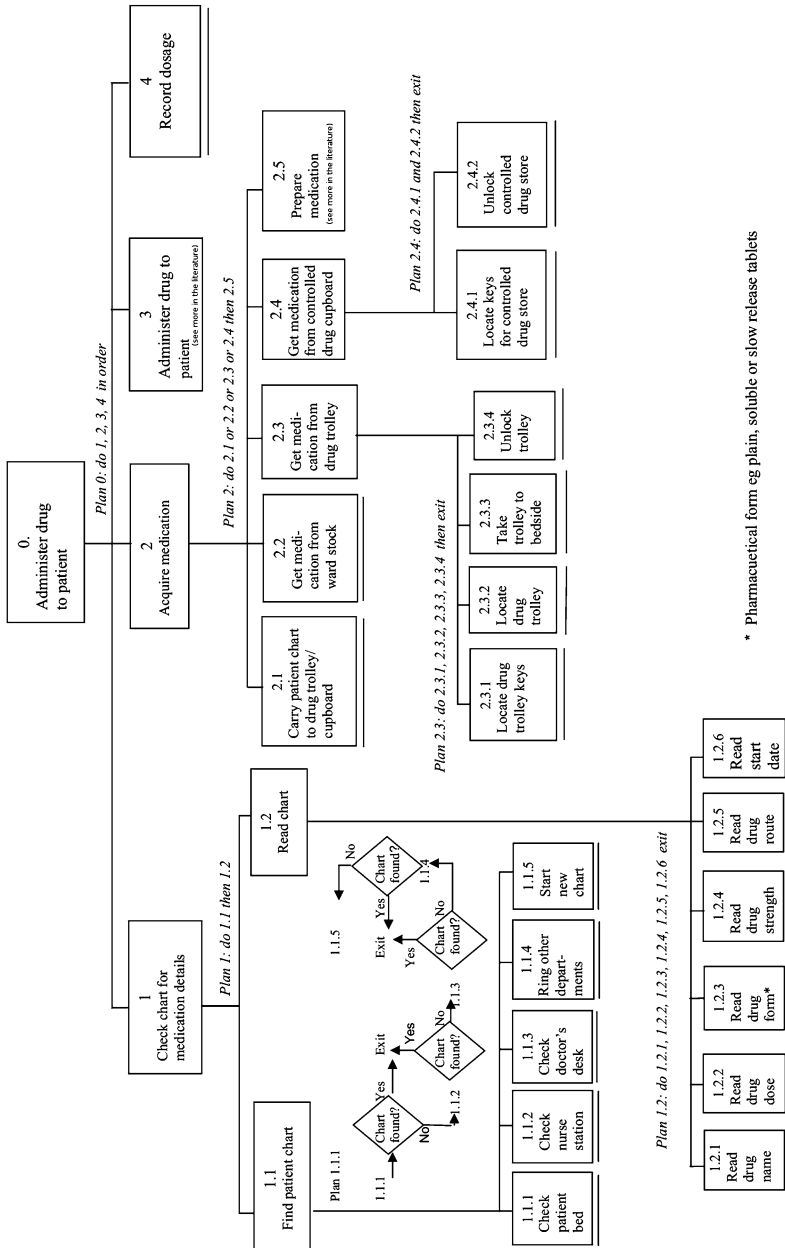 0.
Administer drug
to patient
Plan 0: do 1, 2, 3, 4 in order
1
Check chart for
medication details
2
Acquire medication
3
Administer drug to
patient
(see more in the literature)
4
Record dosage
Plan 1: do 1.1 then 1.2
Plan 2: do 2.1 or 2.2 or 2.3 or 2.4 then 2.5
1.1
Find patient chart
1.2
Read chart
2.1
Carry patient chart
to drug trolley/
cupboard
2.2
Get medi-
cation from
ward stock
2.3
Get medi-
cation from
drug trolley
2.4
Get medication
from controlled
drug cupboard
2.5
Prepare
medication
(see more in the literature)
Plan 1.1.1
1.1.1
Chart
found?
Yes
No
1.1.2
Exit
Chart
found?
Yes
No
1.1.3
Exit
Yes
Chart
found?
No
1.1.4
Chart
found?
Yes
No
1.1.5
Plan 2.3: do 2.3.1, 2.3.2, 2.3.3, 2.3.4 then exit
Plan 2.4: do 2.4.1 and 2.4.2 then exit
1.1.1
Check
patient
bed
1.1.2
Check
nurse
station
1.1.3
Check
doctor's
desk
1.1.4
Ring other
depart-
ments
1.1.5
Start
new
chart
2.3.1
Locate drug
trolley keys
2.3.2
Locate
drug
trolley
2.3.3
Take
trolley to
bedside
2.3.4
Unlock
trolley
2.4.1
Locate keys
for controlled
drug store
2.4.2
Unlock
controlled
drug store
Plan 1.2: do 1.2.1, 1.2.2, 1.2.3, 1.2.4, 1.2.5, 1.2.6 exit
1.2.1
Read
drug
name
1.2.2
Read
drug
dose
1.2.3
Read
drug
form*
1.2.4
Read
drug
strength
1.2.5
Read
drug
route
1.2.6
Read
start
date
* Pharmacuetical form eg plain, soluble or slow release tablets